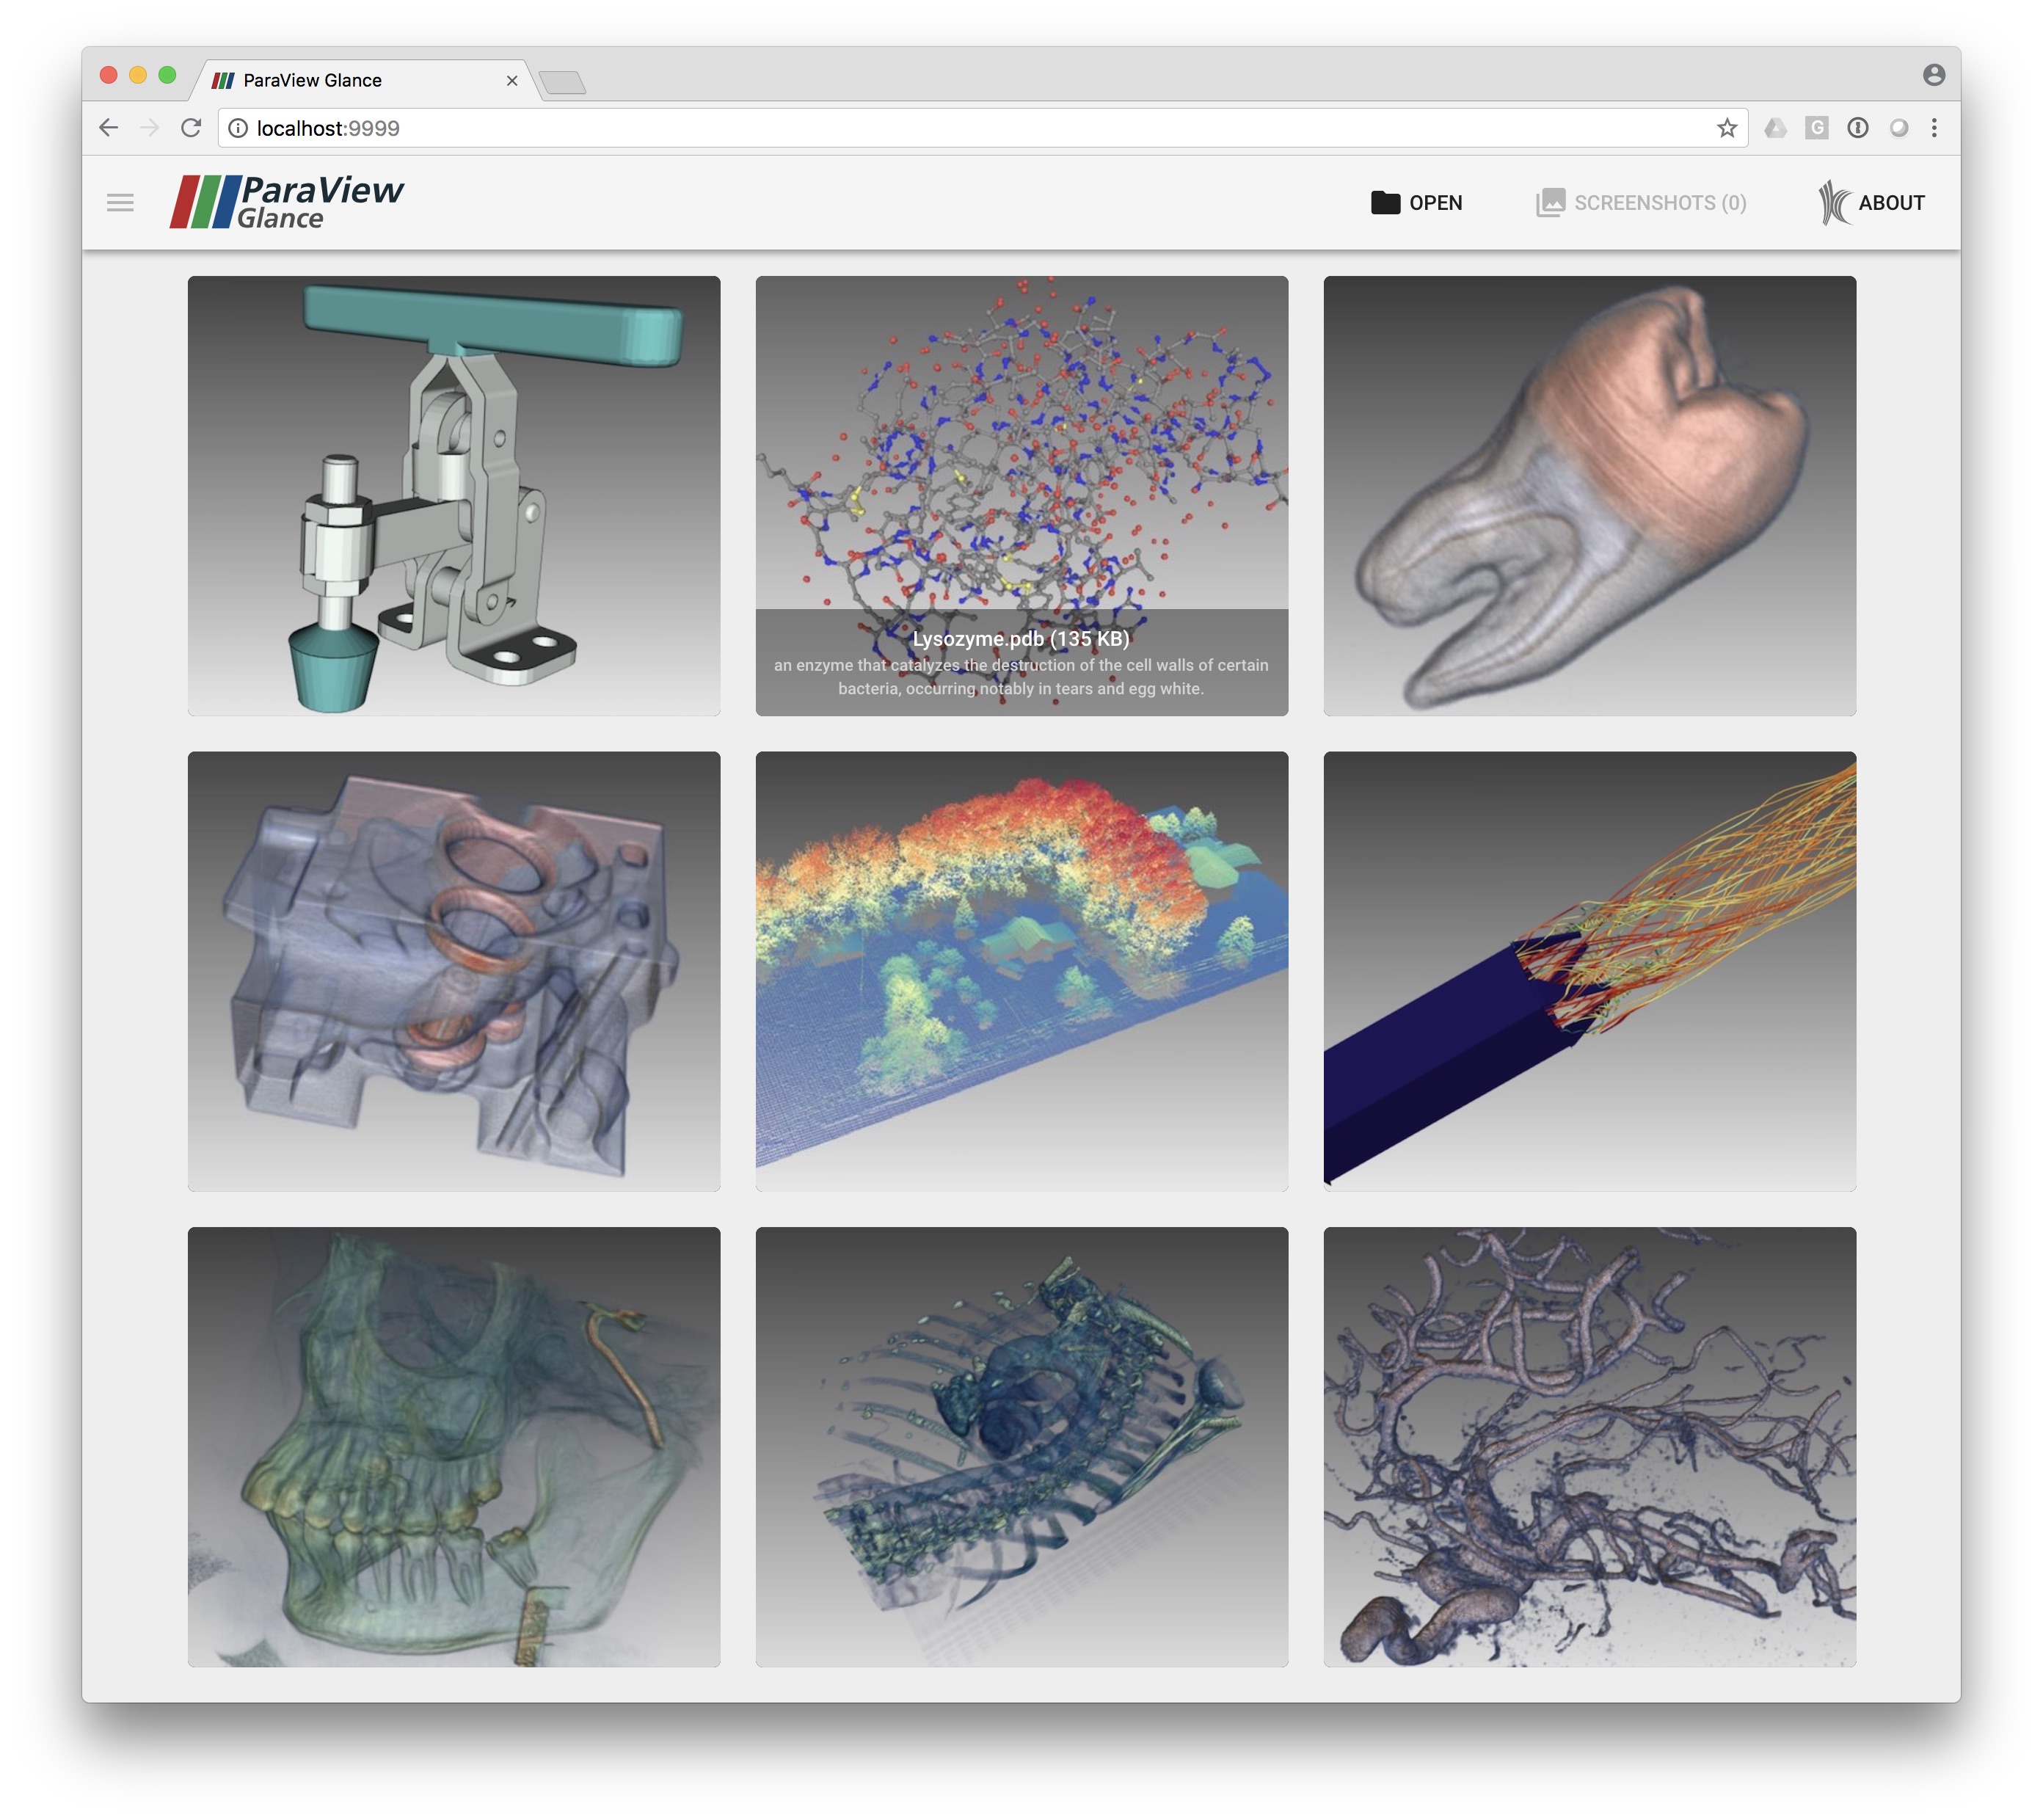 ParaView Glance
localhost:9999
G
ParaView
Glance
OPEN
SCREENSHOTS (0)
ABOUT
Lysozyme.pdb (135 KB)
an enzyme that catalyzes the destruction of the cell walls of certain
bacteria, occurring notably in tears and egg white.